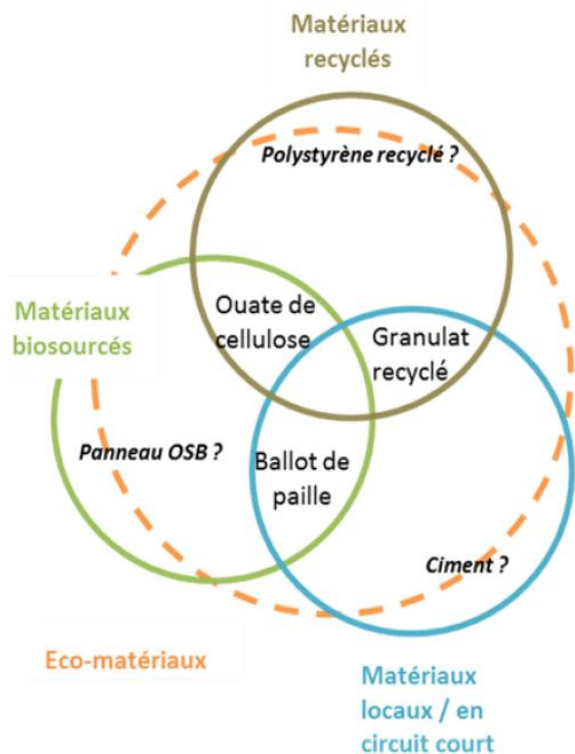 Matériaux
recyclés
Polystyrène recyclé ?
Ouate de
cellulose
Granulat
recyclé
Matériaux
biosourcés
Panneau OSB ?
Ballot de
paille
Ciment ?
Eco-matériaux
Matériaux
locaux / en
circuit court